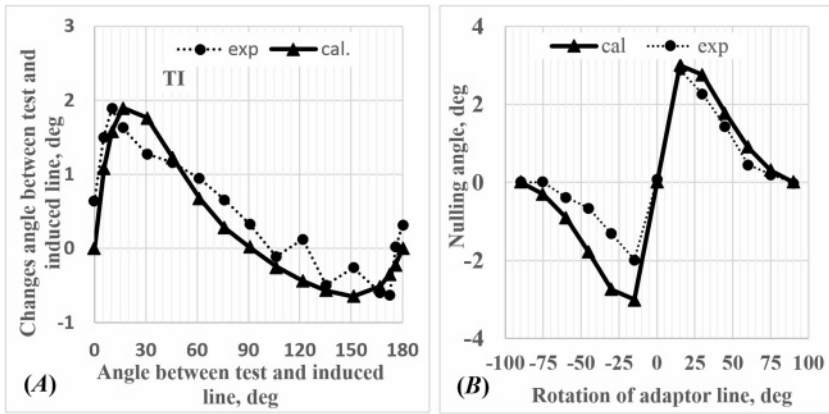 3
2
1
0
-1
exp
cal.
TI
Changes angle between test and
induced line, deg
0 30 60 90 120 150 180
Angle between test and induced
line, deg
(A)
4
2
0
-2
-4
cal
exp
Nulling angle, deg
-100 -75 -50 -25 0 25 50 75 100
Rotation of adaptor line, deg
(B)